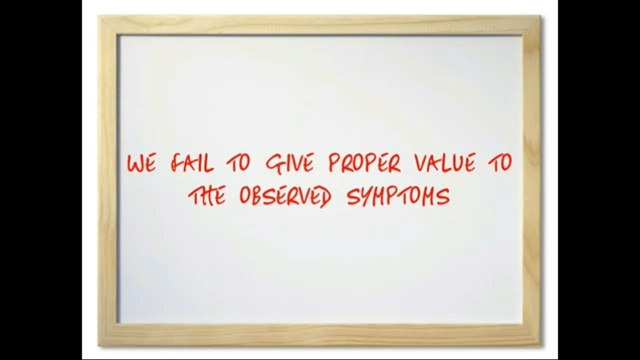 WE FAIL TO GIVE PROPER VALUE TO
THE OBSERVED SYMPTOMS